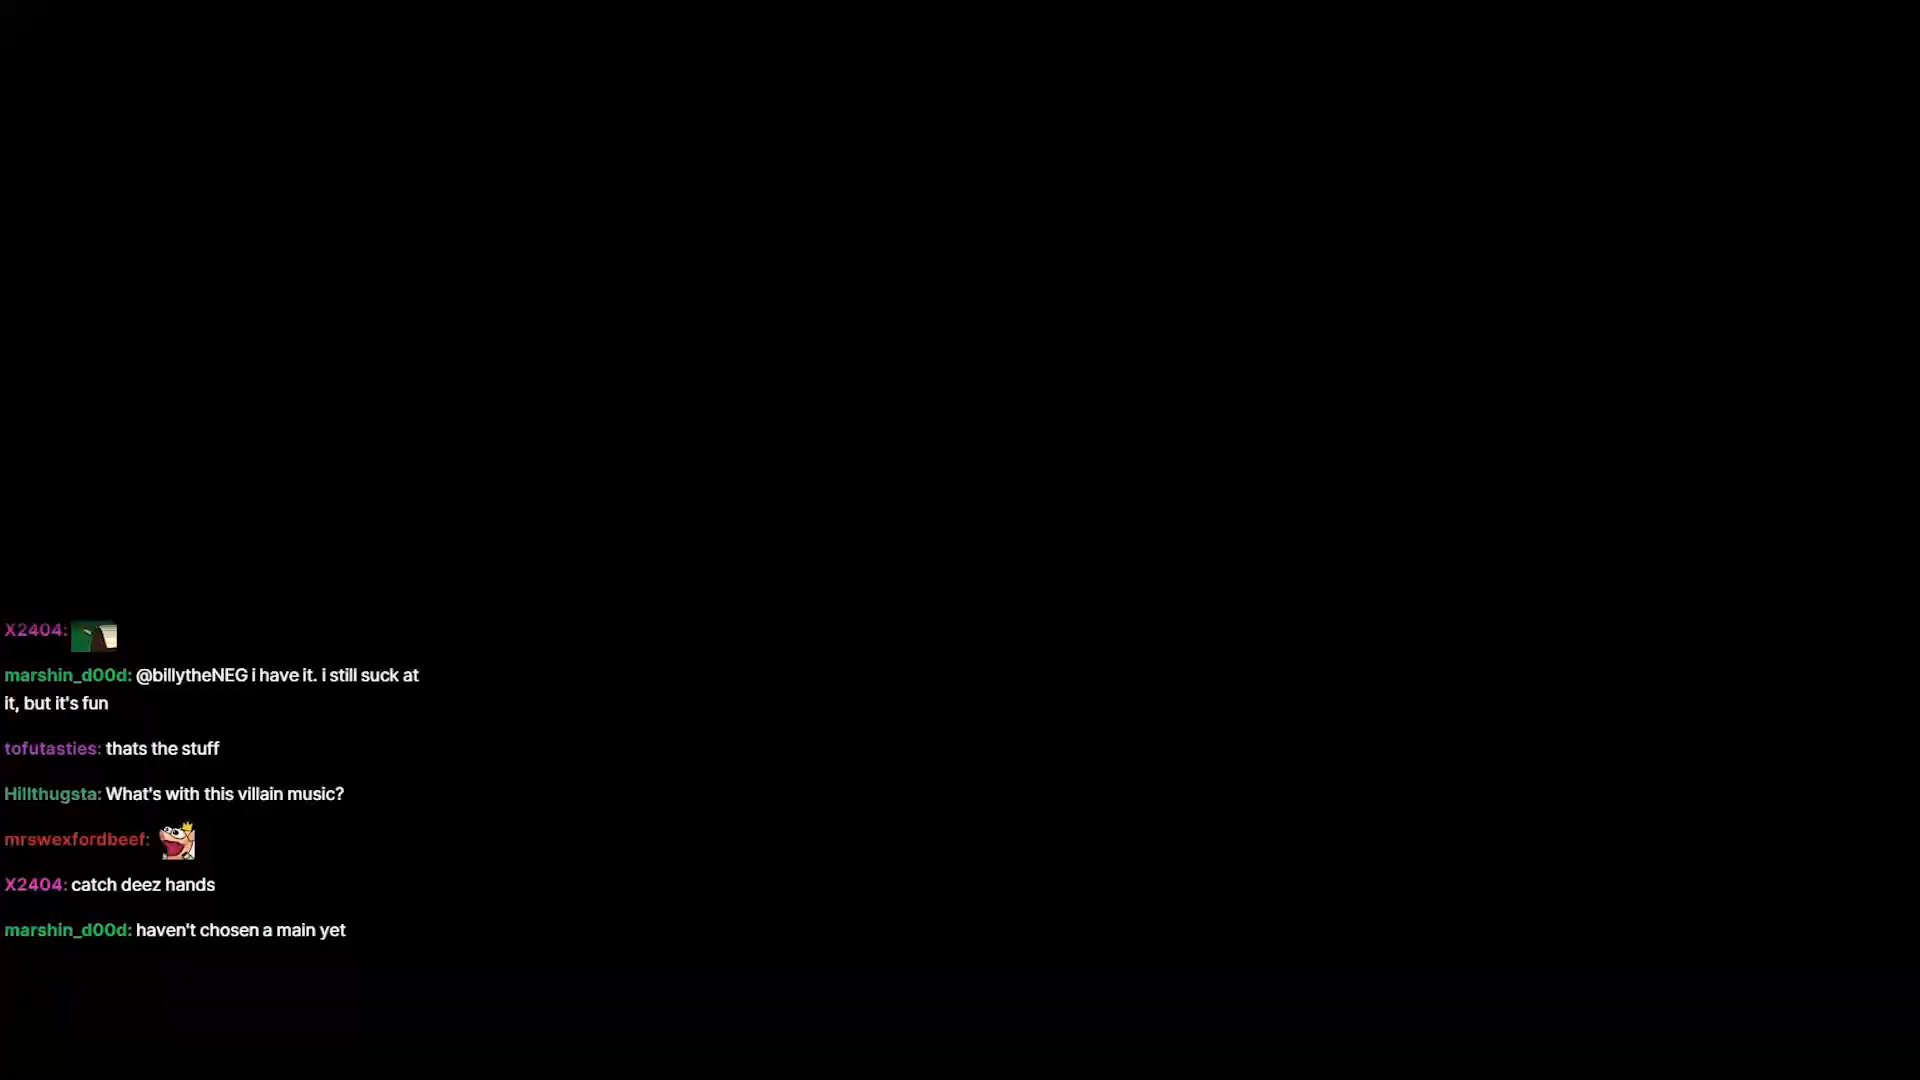 X2404:
marshin_d00d: @billytheNEG i have it. i still suck at
it, but it's fun
tofutasties: thats the stuff
Hillthugsta: What's with this villain music?
mrswexfordbeef:
X2404: catch deez hands
marshin_d00d: haven't chosen a main yet